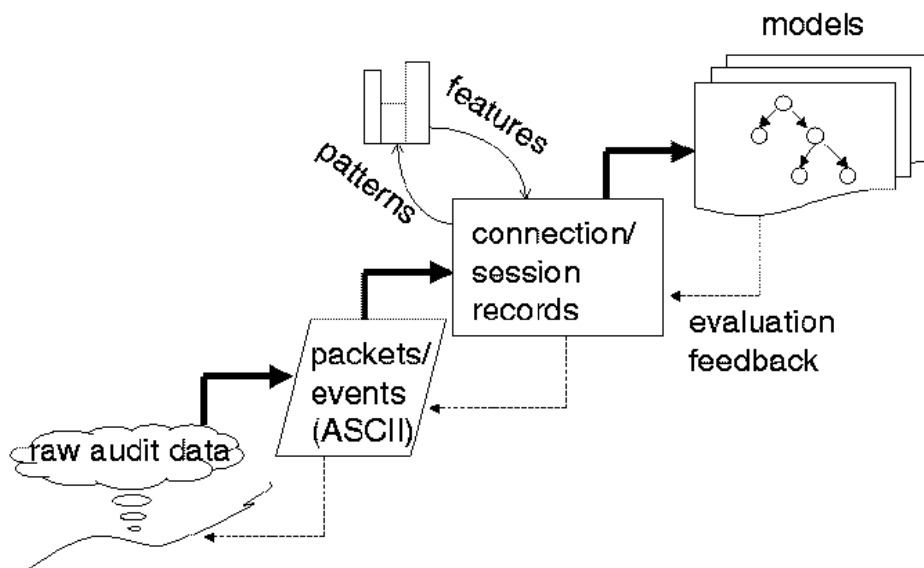 models
features
patterns
connection/
session
records
evaluation
feedback
packets/
events
(ASCII)
raw audit data